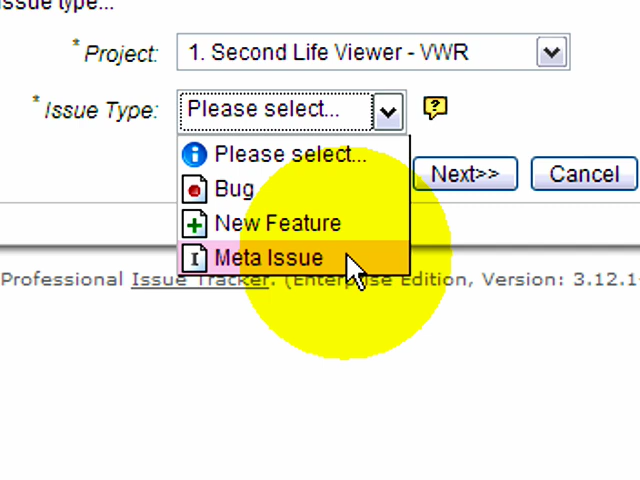 issue type...
* Project: 1. Second Life Viewer - VWR
* Issue Type: Please select... ?
Please select...
Bug
New Feature
Meta Issue
Next>> Cancel
Professional Issue Tracker. (Enterprise Edition, Version: 3.12.1